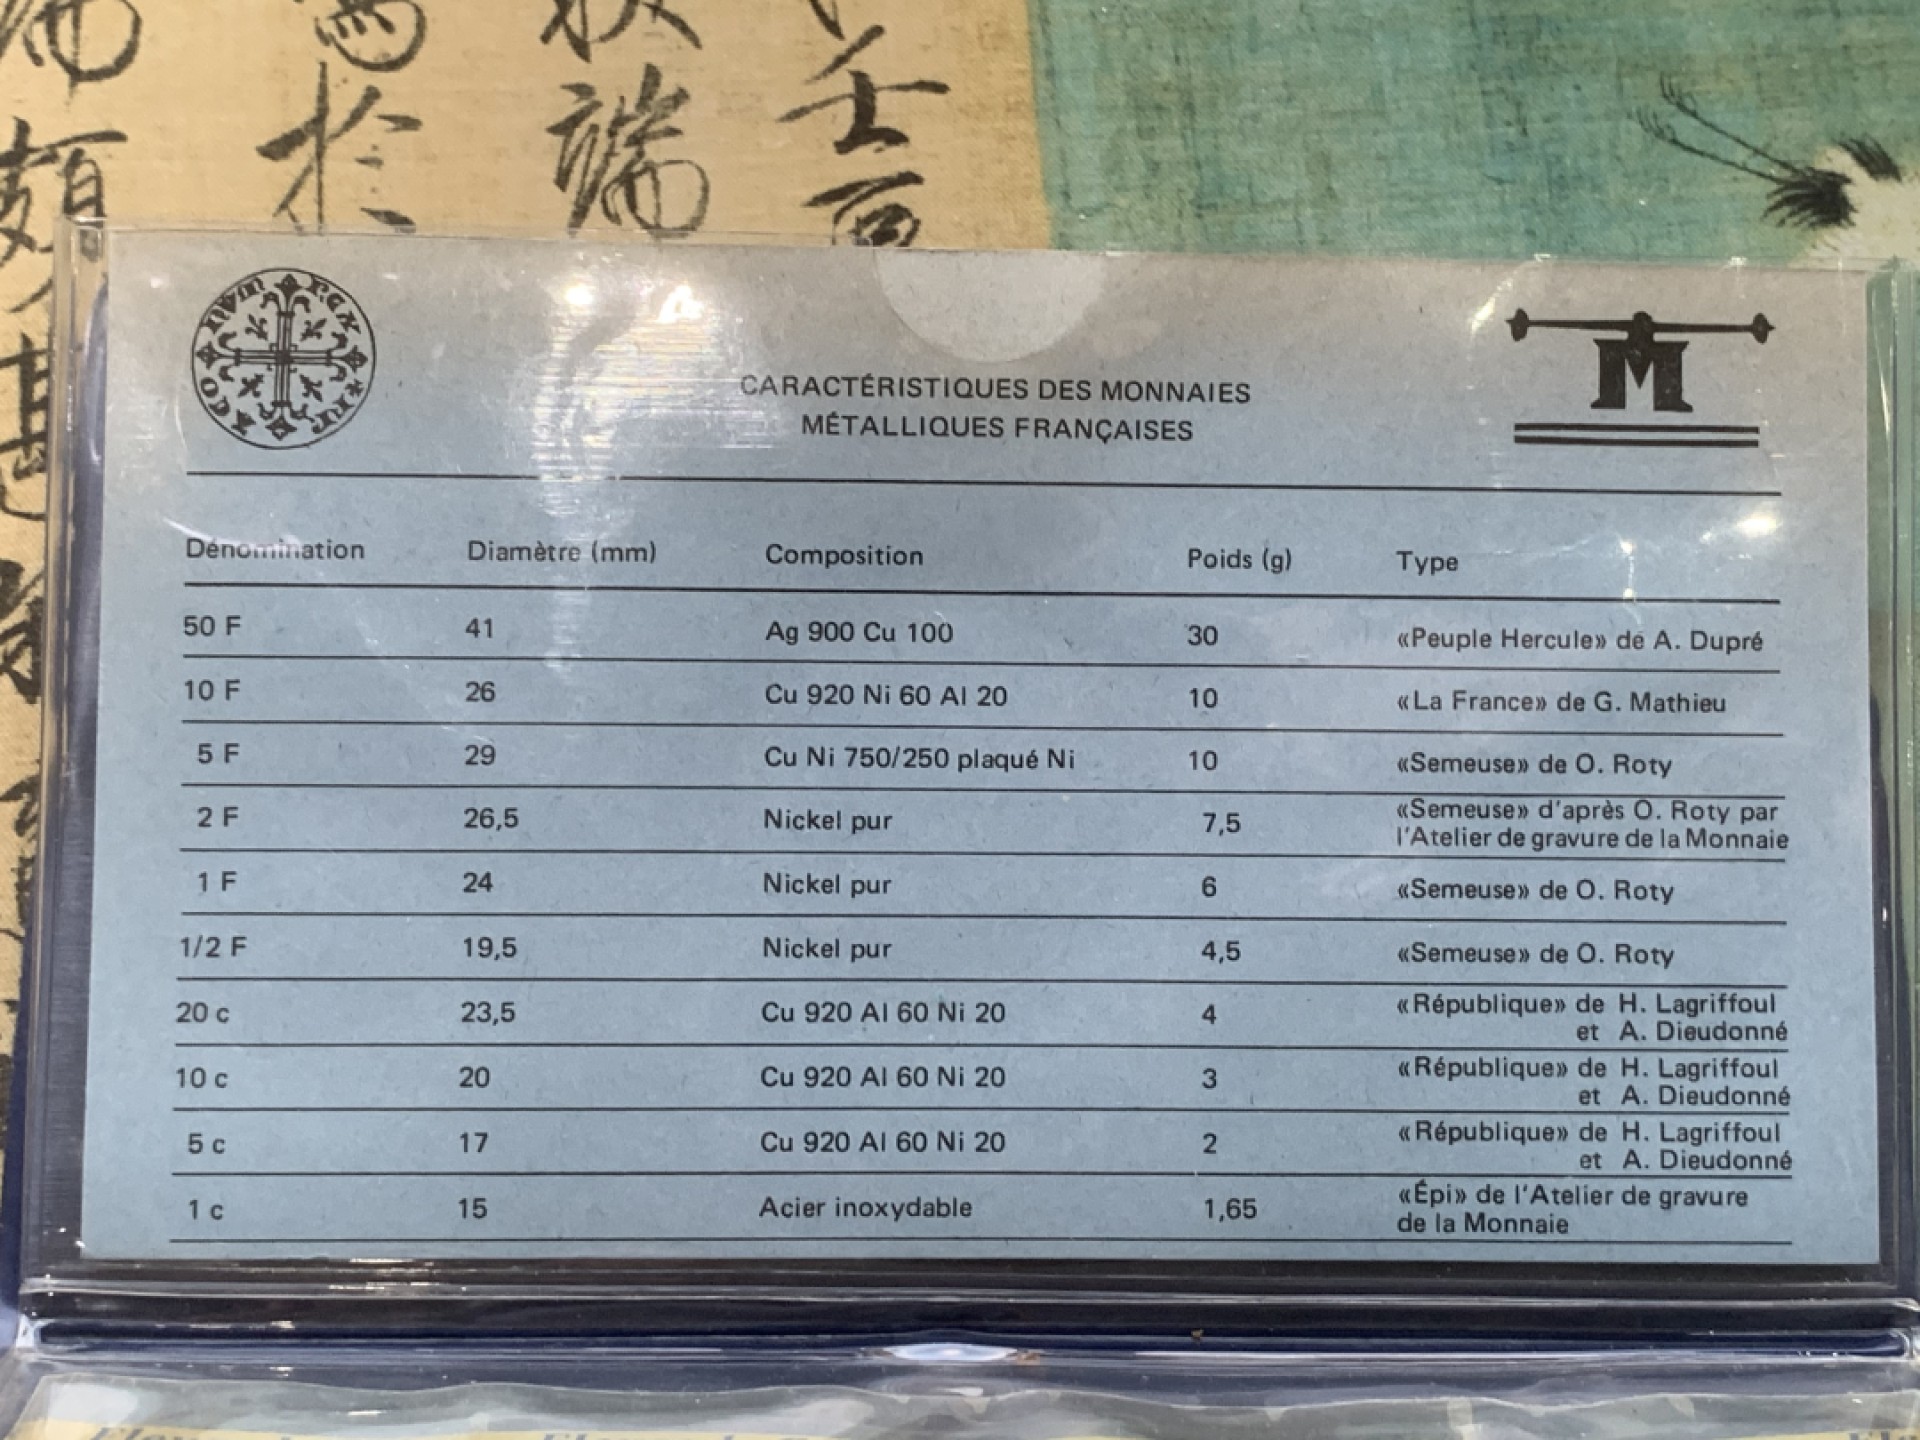 CARACTÉRISTIQUES DES MONNAIES
MÉTALLIQUES FRANÇAISES
M
Dénomination Diamètre (mm) Composition Poids (g) Type
50 F 41 Ag 900 Cu 100 30 «Peuple Hercule» de A. Dupré
10 F 26 Cu 920 Ni 60 Al 20 10 «La France» de G. Mathieu
5 F 29 Cu Ni 750/250 plaqué Ni 10 «Semeuse» de O. Roty
2 F 26,5 Nickel pur 7,5 «Semeuse» d'après O. Roty par
l'Atelier de gravure de la Monnaie
1 F 24 Nickel pur 6 «Semeuse» de O. Roty
1/2 F 19,5 Nickel pur 4,5 «Semeuse» de O. Roty
20 c 23,5 Cu 920 Al 60 Ni 20 4 «République» de H. Lagriffoul
et A. Dieudonné
10 c 20 Cu 920 Al 60 Ni 20 3 «République» de H. Lagriffoul
et A. Dieudonné
5 c 17 Cu 920 Al 60 Ni 20 2 «République» de H. Lagriffoul
et A. Dieudonné
1 c 15 Acier inoxydable 1,65 «Épi» de l'Atelier de gravure
de la Monnaie
於
端